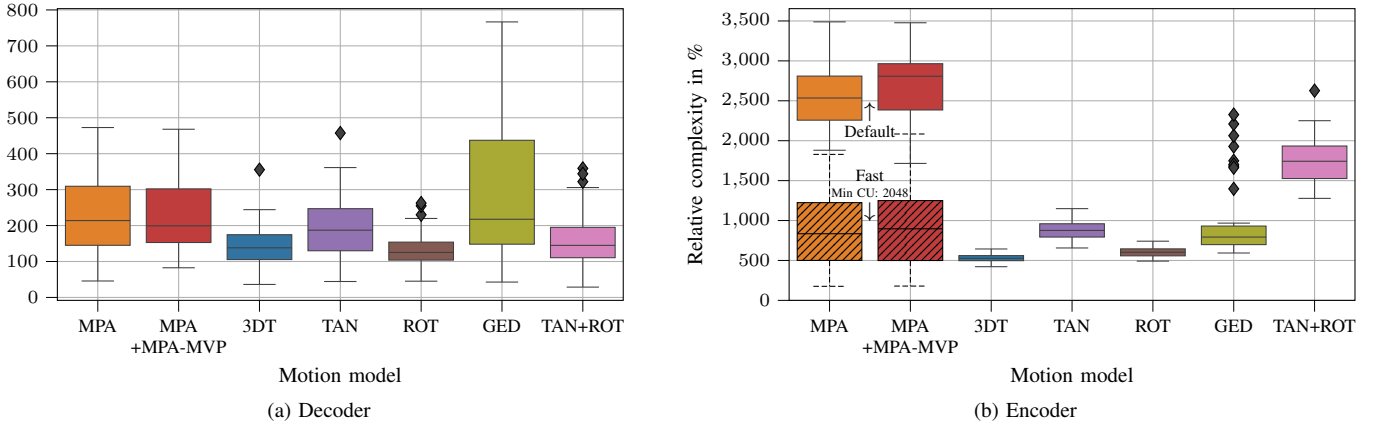 800
700
600
500
400
300
200
100
0
MPA
MPA
+MPA-MVP
3DT
TAN
ROT
GED
TAN+ROT
Motion model
(a) Decoder
Relative complexity in %
3,500
3,000
2,500
2,000
1,500
1,000
500
0
Default
Fast
Min CU: 2048
MPA
MPA
+MPA-MVP
3DT
TAN
ROT
GED
TAN+ROT
Motion model
(b) Encoder